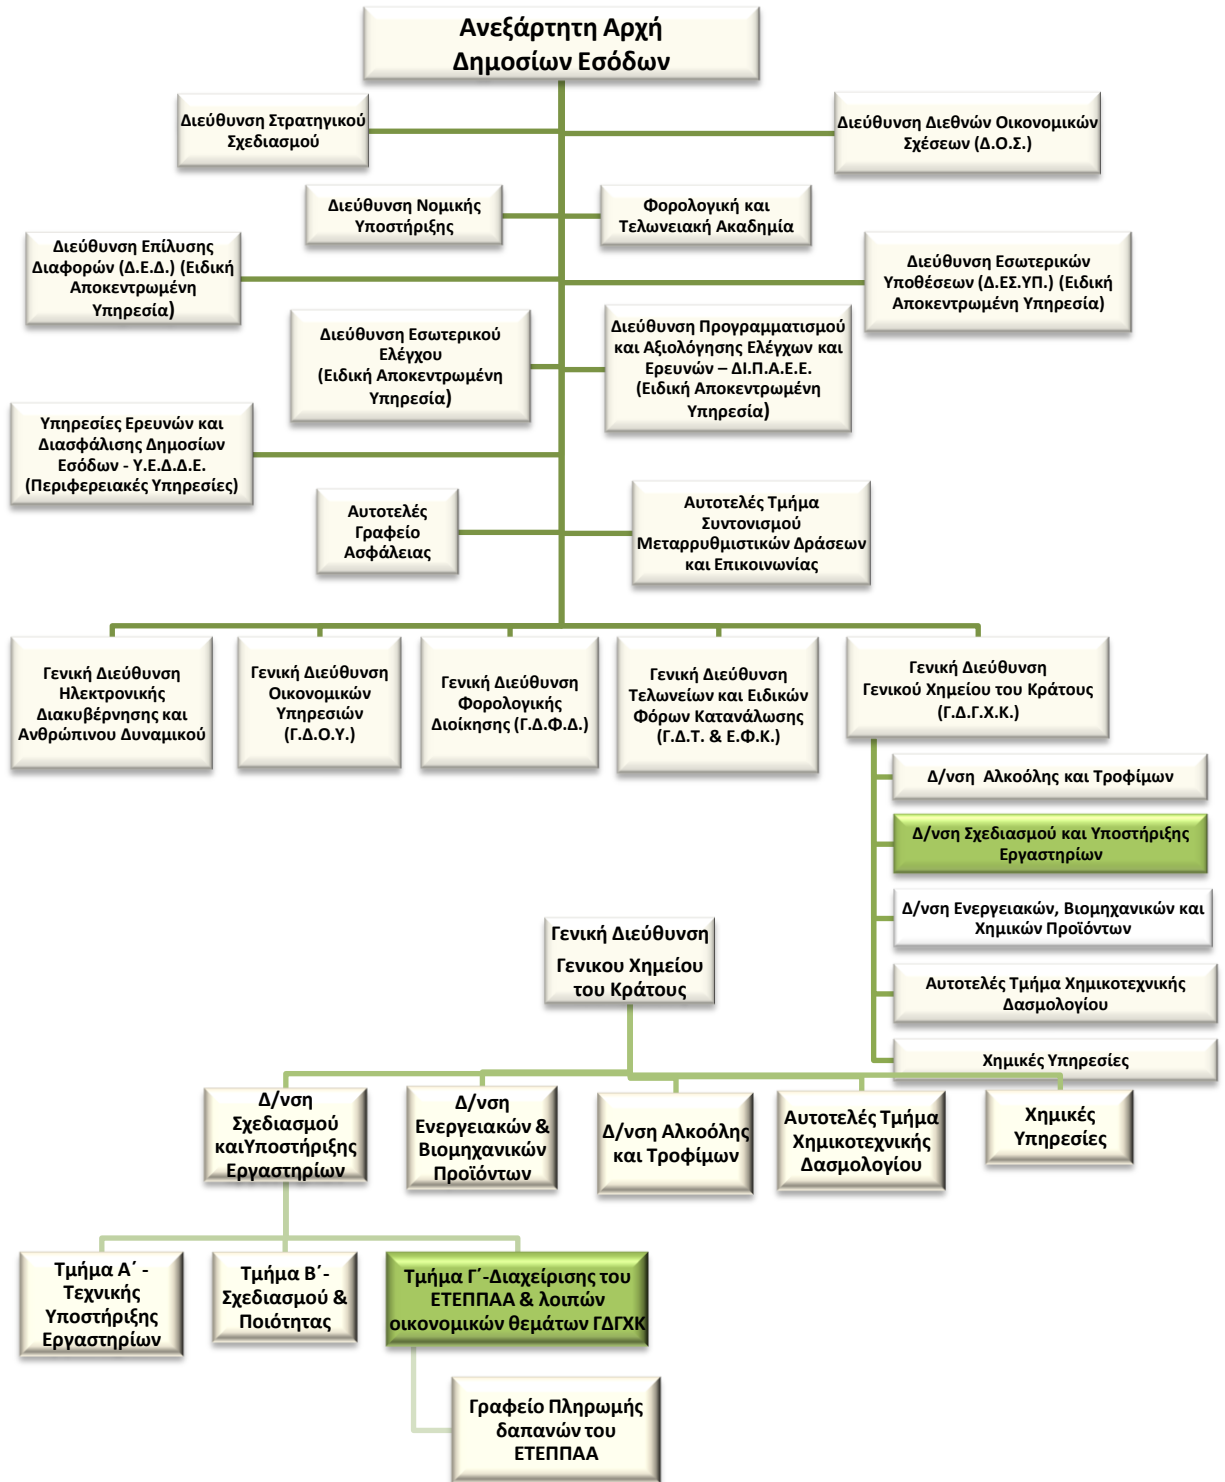 Ανεξάρτητη Αρχή
Δημοσίων Εσόδων
Διεύθυνση Στρατηγικού
Σχεδιασμού
Διεύθυνση Διεθνών Οικονομικών
Σχέσεων (Δ.Ο.Σ.)
Διεύθυνση Νομικής
Υποστήριξης
Φορολογική και
Τελωνειακή Ακαδημία
Διεύθυνση Επίλυσης
Διαφορών (Δ.Ε.Δ.) (Ειδική
Αποκεντρωμένη
Υπηρεσία)
Διεύθυνση Εσωτερικών
Υποθέσεων (Δ.ΕΣ.ΥΠ.) (Ειδική
Αποκεντρωμένη Υπηρεσία)
Διεύθυνση Εσωτερικού
Ελέγχου
(Ειδική Αποκεντρωμένη
Υπηρεσία)
Διεύθυνση Προγραμματισμού
και Αξιολόγησης Ελέγχων και
Ερευνών – ΔΙ.Π.Α.Ε.Ε.
(Ειδική Αποκεντρωμένη
Υπηρεσία)
Υπηρεσίες Ερευνών και
Διασφάλισης Δημοσίων
Εσόδων - Υ.Ε.Δ.Δ.Ε.
(Περιφερειακές Υπηρεσίες)
Αυτοτελές
Γραφείο
Ασφάλειας
Αυτοτελές Τμήμα
Συντονισμού
Μεταρρυθμιστικών Δράσεων
και Επικοινωνίας
Γενική Διεύθυνση
Ηλεκτρονικής
Διακυβέρνησης και
Ανθρώπινου Δυναμικού
Γενική Διεύθυνση
Οικονομικών
Υπηρεσιών
(Γ.Δ.Ο.Υ.)
Γενική Διεύθυνση
Φορολογικής
Διοίκησης (Γ.Δ.Φ.Δ.)
Γενική Διεύθυνση
Τελωνείων και Ειδικών
Φόρων Κατανάλωσης
(Γ.Δ.Τ. & Ε.Φ.Κ.)
Γενική Διεύθυνση
Γενικού Χημείου του Κράτους
(Γ.Δ.Γ.Χ.Κ.)
Δ/νση Αλκοόλης και Τροφίμων
Δ/νση Σχεδιασμού και Υποστήριξης
Εργαστηρίων
Δ/νση Ενεργειακών, Βιομηχανικών και
Χημικών Προϊόντων
Αυτοτελές Τμήμα Χημικοτεχνικής
Δασμολογίου
Χημικές Υπηρεσίες
Γενική Διεύθυνση
Γενικου Χημείου
του Κράτους
Δ/νση
Σχεδιασμού
καιΥποστήριξης
Εργαστηρίων
Δ/νση
Ενεργειακών &
Βιομηχανικών
Προϊόντων
Δ/νση Αλκοόλης
και Τροφίμων
Αυτοτελές Τμήμα
Χημικοτεχνικής
Δασμολογίου
Χημικές
Υπηρεσίες
Τμήμα Α΄ -
Τεχνικής
Υποστήριξης
Εργαστηρίων
Τμήμα Β΄-
Σχεδιασμού &
Ποιότητας
Τμήμα Γ΄-Διαχείρισης του
ΕΤΕΠΠΑΑ & λοιπών
οικονομικών θεμάτων ΓΔΓΧΚ
Γραφείο Πληρωμής
δαπανών του
ΕΤΕΠΠΑΑ